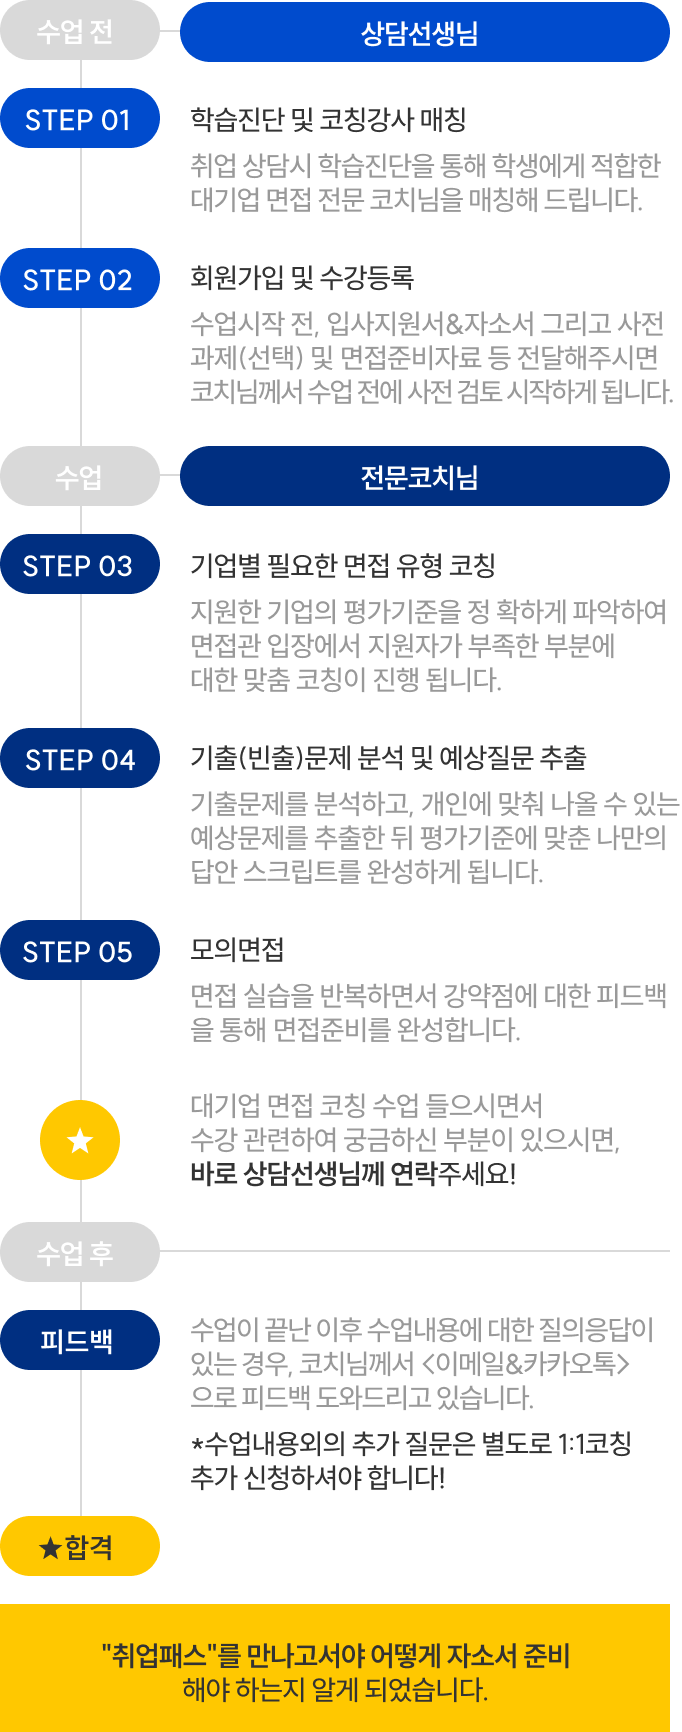 수업 전
상담선생님
STEP 01
학습진단 및 코칭강사 매칭
취업 상담시 학습진단을 통해 학생에게 적합한
대기업 면접 전문 코치님을 매칭해 드립니다.
STEP 02
회원가입 및 수강등록
수업시작 전, 입사지원서&자소서 그리고 사전
과제(선택) 및 면접준비자료 등 전달해주시면
코치님께서 수업 전에 사전 검토 시작하게 됩니다.
수업
전문코치님
STEP 03
기업별 필요한 면접 유형 코칭
지원한 기업의 평가기준을 정 확하게 파악하여
면접관 입장에서 지원자가 부족한 부분에
대한 맞춤 코칭이 진행 됩니다.
STEP 04
기출(빈출)문제 분석 및 예상질문 추출
기출문제를 분석하고, 개인에 맞춰 나올 수 있는
예상문제를 추출한 뒤 평가기준에 맞춘 나만의
답안 스크립트를 완성하게 됩니다.
STEP 05
모의면접
면접 실습을 반복하면서 강약점에 대한 피드백
을 통해 면접준비를 완성합니다.
대기업 면접 코칭 수업 들으시면서
수강 관련하여 궁금하신 부분이 있으시면,
바로 상담선생님께 연락주세요!
수업 후
피드백
수업이 끝난 이후 수업내용에 대한 질의응답이
있는 경우, 코치님께서 <이메일&카카오톡>
으로 피드백 도와드리고 있습니다.
*수업내용외의 추가 질문은 별도로 1:1코칭
추가 신청하셔야 합니다!
★합격
"취업패스"를 만나고서야 어떻게 자소서 준비
해야 하는지 알게 되었습니다.